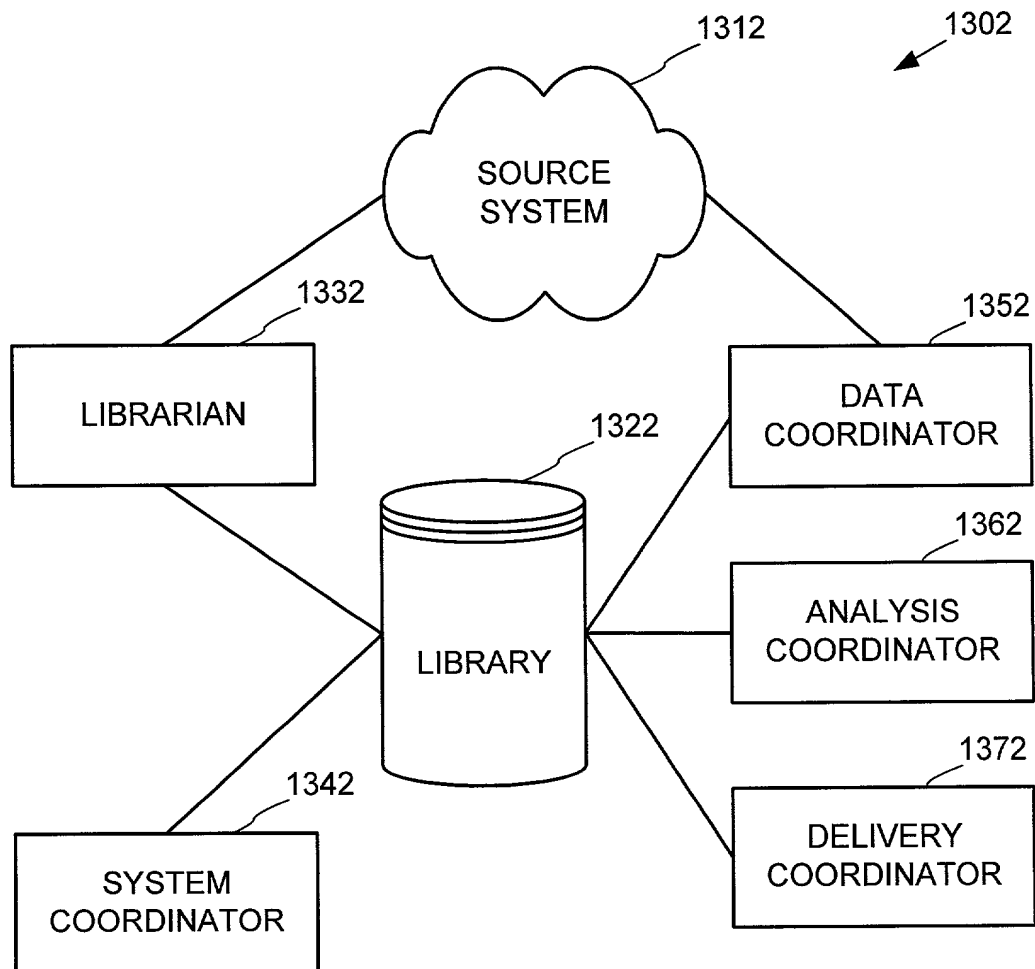 1312
1302
SOURCE
SYSTEM
1332
LIBRARIAN
1352
DATA
COORDINATOR
1322
LIBRARY
1362
ANALYSIS
COORDINATOR
1342
SYSTEM
COORDINATOR
1372
DELIVERY
COORDINATOR